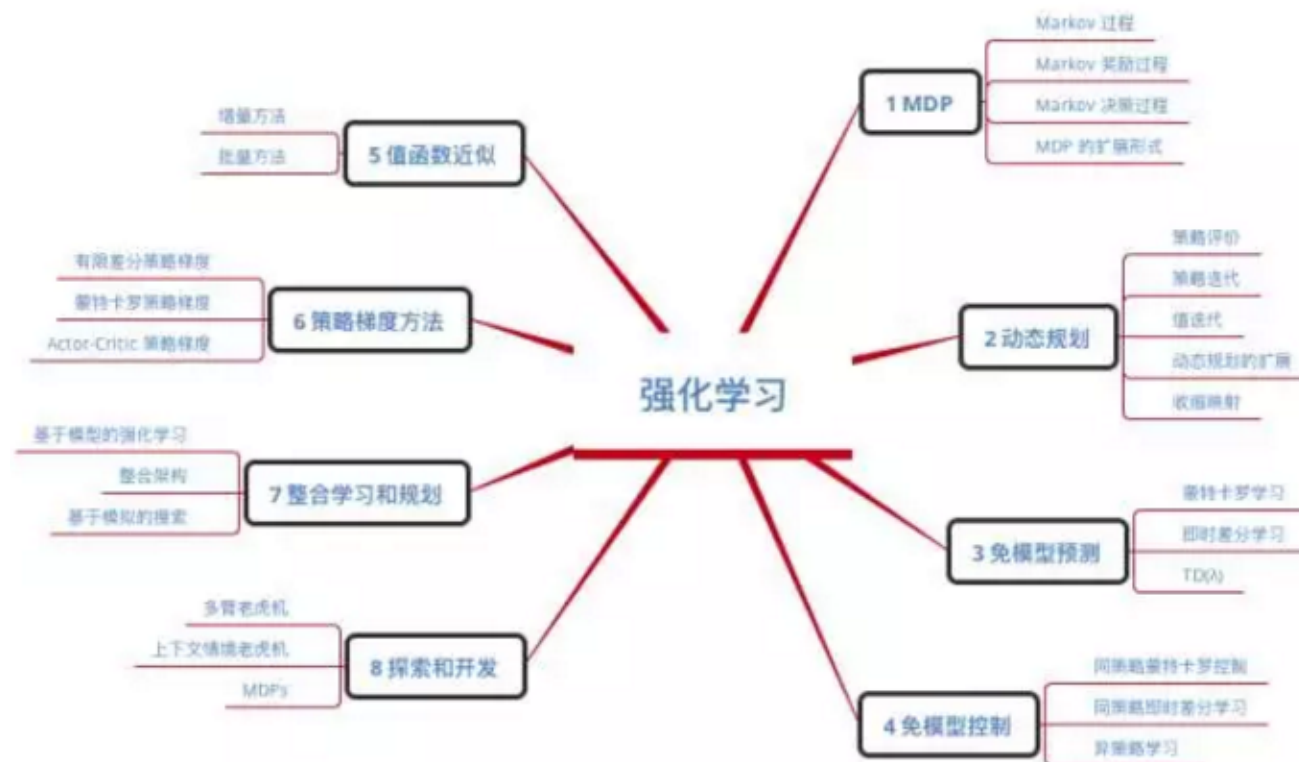 强化学习
1 MDP
Markov 过程
Markov 奖励过程
Markov 决策过程
MDP 的扩展形式
2 动态规划
策略评价
策略迭代
值迭代
动态规划的扩展
收缩映射
3 免模型预测
蒙特卡罗学习
即时差分学习
TD(λ)
4 免模型控制
同策略蒙特卡罗控制
同策略即时差分学习
异策略学习
5 值函数近似
增量方法
批量方法
6 策略梯度方法
有限差分策略梯度
蒙特卡罗策略梯度
Actor-Critic 策略梯度
7 整合学习和规划
基于模型的强化学习
整合架构
基于模拟的搜索
8 探索和开发
多臂老虎机
上下文情境老虎机
MDPs